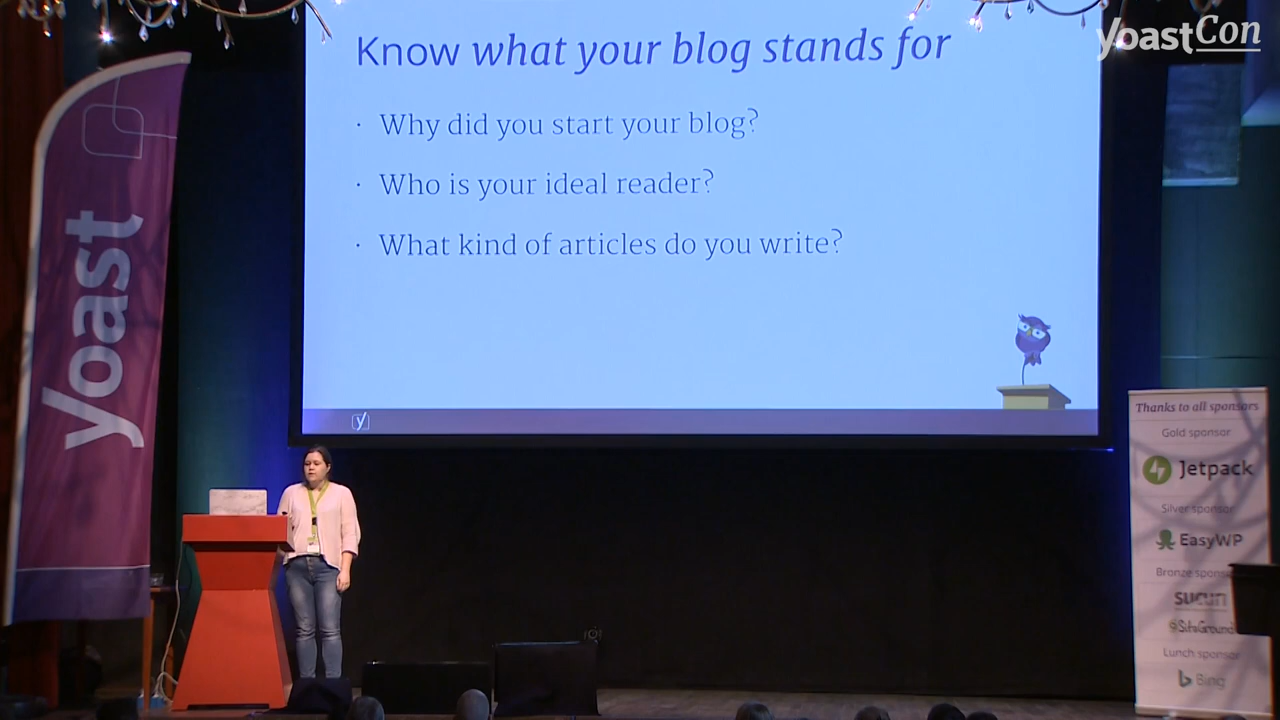 YoastCon
Know what your blog stands for
· Why did you start your blog?
· Who is your ideal reader?
· What kind of articles do you write?
y
yoast
Thanks to all sponsors
Gold sponsor
Jetpack
Silver sponsor
EasyWP
Bronze sponsor
SUCURI
SiteGround
Lunch sponsor
Bing